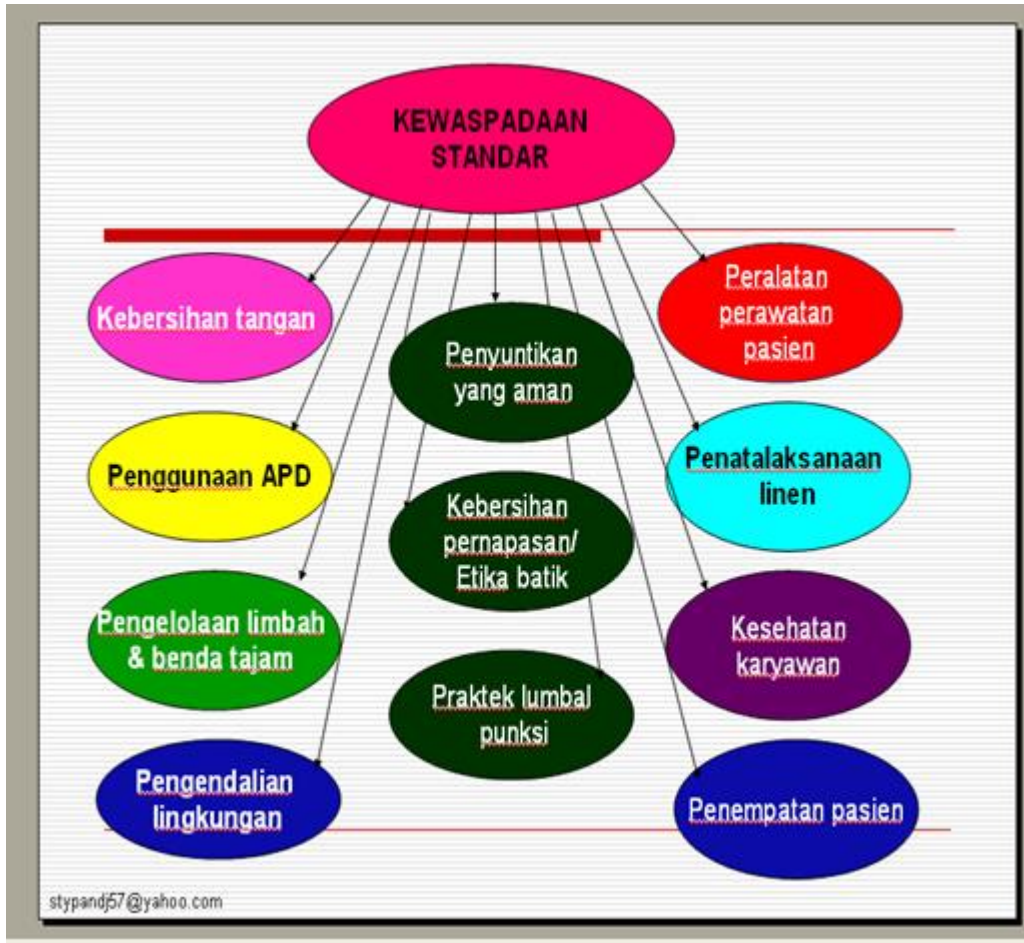 KEWASPADAAN
STANDAR
Kebersihan tangan
Penggunaan APD
Pengelolaan limbah
& benda tajam
Pengendalian
lingkungan
Penyuntikan
yang aman
Kebersihan
pernapasan/
Etika batik
Praktek lumbal
punksi
Peralatan
perawatan
pasien
Penatalaksanaan
linen
Kesehatan
karyawan
Penempatan pasien
stypandj57@yahoo.com